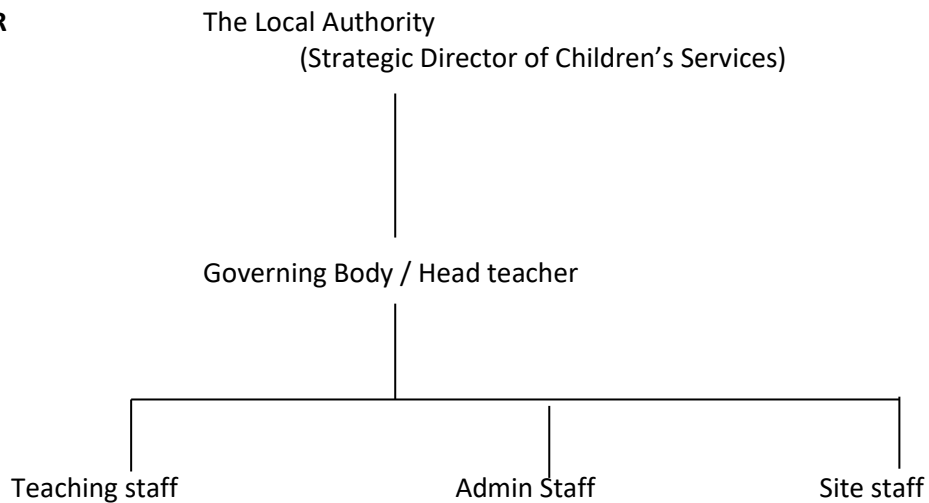 R The Local Authority
(Strategic Director of Children’s Services)
Governing Body / Head teacher
Teaching staff Admin Staff Site staff